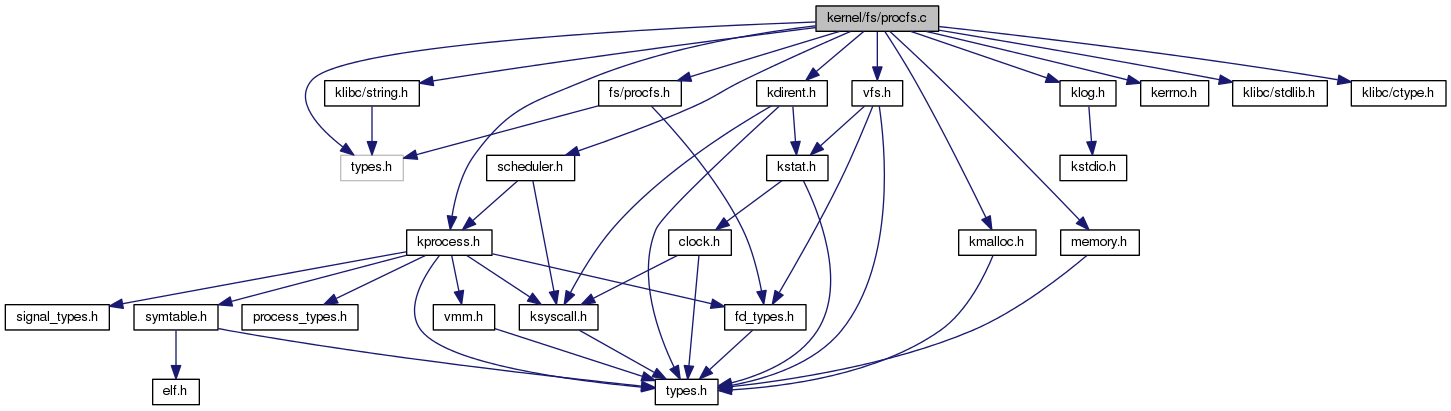 kernel/fs/procfs.c
klibc/string.h
fs/procfs.h
kdirent.h
vfs.h
klog.h
kerrno.h
klibc/stdlib.h
klibc/ctype.h
types.h
scheduler.h
kstat.h
kstdio.h
kprocess.h
clock.h
kmalloc.h
memory.h
signal_types.h
symtable.h
process_types.h
vmm.h
ksyscall.h
fd_types.h
elf.h
types.h